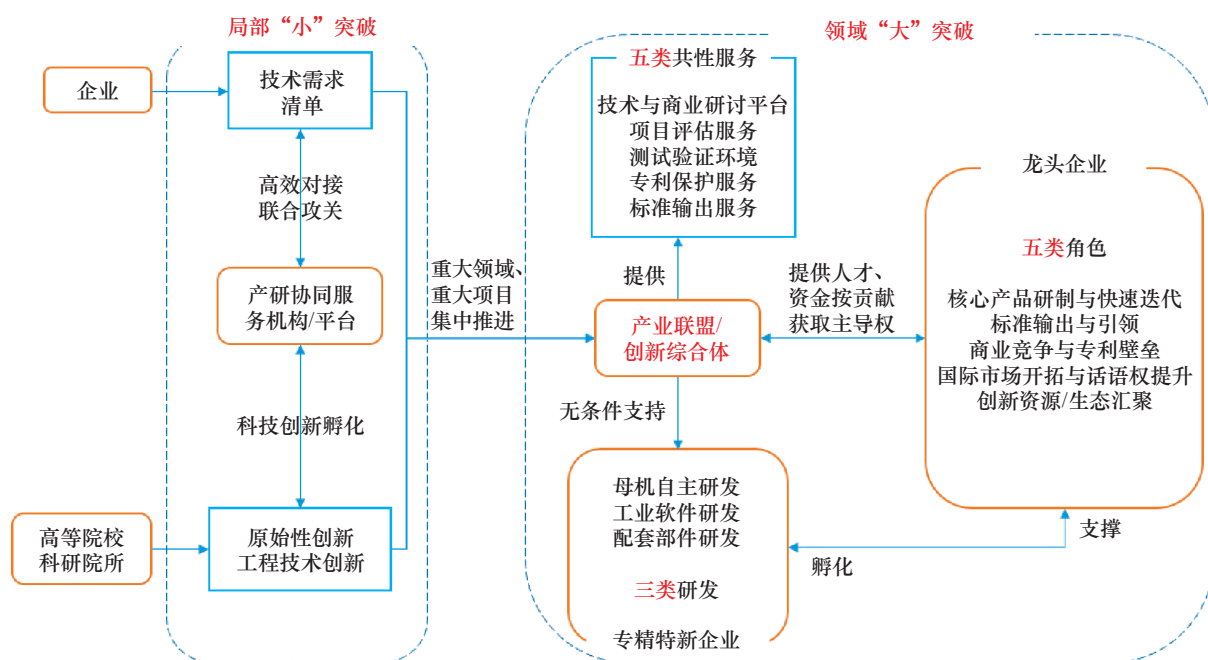 局部“小”突破
企业
技术需求
清单
高效对接
联合攻关
产研协同服
务机构/平台
科技创新孵化
高等院校
科研院所
原始性创新
工程技术创新
重大领域、
重大项目
集中推进
领域“大”突破
五类共性服务
技术与商业研讨平台
项目评估服务
测试验证环境
专利保护服务
标准输出服务
提供
产业联盟/
创新综合体
提供人才、
资金按贡献
获取主导权
无条件支持
母机自主研发
工业软件研发
配套部件研发
三类研发
专精特新企业
龙头企业
五类角色
核心产品研制与快速迭代
标准输出与引领
商业竞争与专利壁垒
国际市场开拓与话语权提升
创新资源/生态汇聚
支撑
孵化